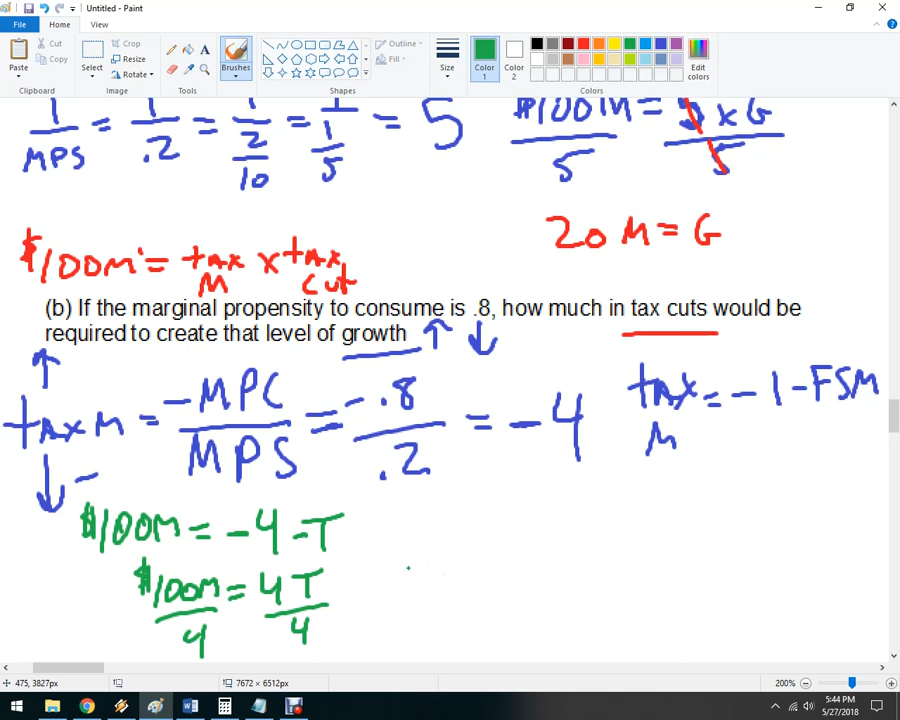 Untitled - Paint
File Home View
Paste Cut Copy Clipboard
Select Crop Resize Rotate Image
Tools
Brushes
Shapes Outline Fill
Size
Color 1 Color 2 Edit colors Colors
1/MPS = 1/.2 = 1/(2/10) = 1/(1/5) = 5
$100M/5 = 5 x G/5
20 M = G
$100M = tax M x tax cut
(b) If the marginal propensity to consume is .8, how much in tax cuts would be
required to create that level of growth
tax M = -MPC/MPS = -.8/.2 = -4
tax M = -1-FSM
$100M = -4 -T
$100M/4 = 4T/4
475, 3827px 7672 × 6512px 200%
5:44 PM
5/27/2018